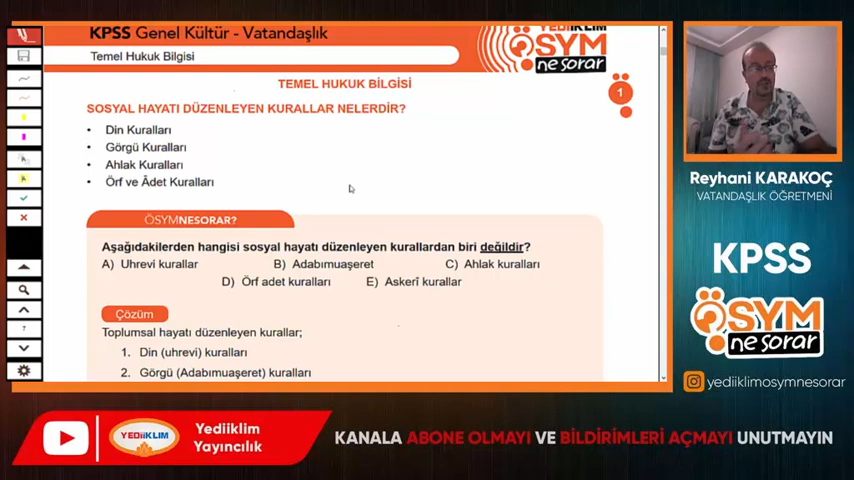 KPSS Genel Kültür - Vatandaşlık
Temel Hukuk Bilgisi
YEDİİKLİM
ÖSYM
ne sorar
TEMEL HUKUK BİLGİSİ
1
SOSYAL HAYATI DÜZENLEYEN KURALLAR NELERDİR?
• Din Kuralları
• Görgü Kuralları
• Ahlak Kuralları
• Örf ve Âdet Kuralları
ÖSYMNESORAR?
Aşağıdakilerden hangisi sosyal hayatı düzenleyen kurallardan biri değildir?
A) Uhrevi kurallar B) Adabımuaşeret C) Ahlak kuralları
D) Örf adet kuralları E) Askerî kurallar
Çözüm
Toplumsal hayatı düzenleyen kurallar;
1. Din (uhrevi) kuralları
2. Görgü (Adabımuaşeret) kuralları
Reyhani KARAKOÇ
VATANDAŞLIK ÖĞRETMENİ
KPSS
ÖSYM
ne sorar
yediiklimosymnesorar
YEDİİKLİM
Yediiklim
Yayıncılık
KANALA ABONE OLMAYI VE BİLDİRİMLERİ AÇMAYI UNUTMAYIN